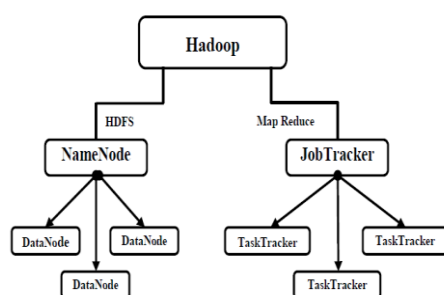 Hadoop
HDFS
Map Reduce
NameNode
JobTracker
DataNode
DataNode
TaskTracker
TaskTracker
DataNode
TaskTracker